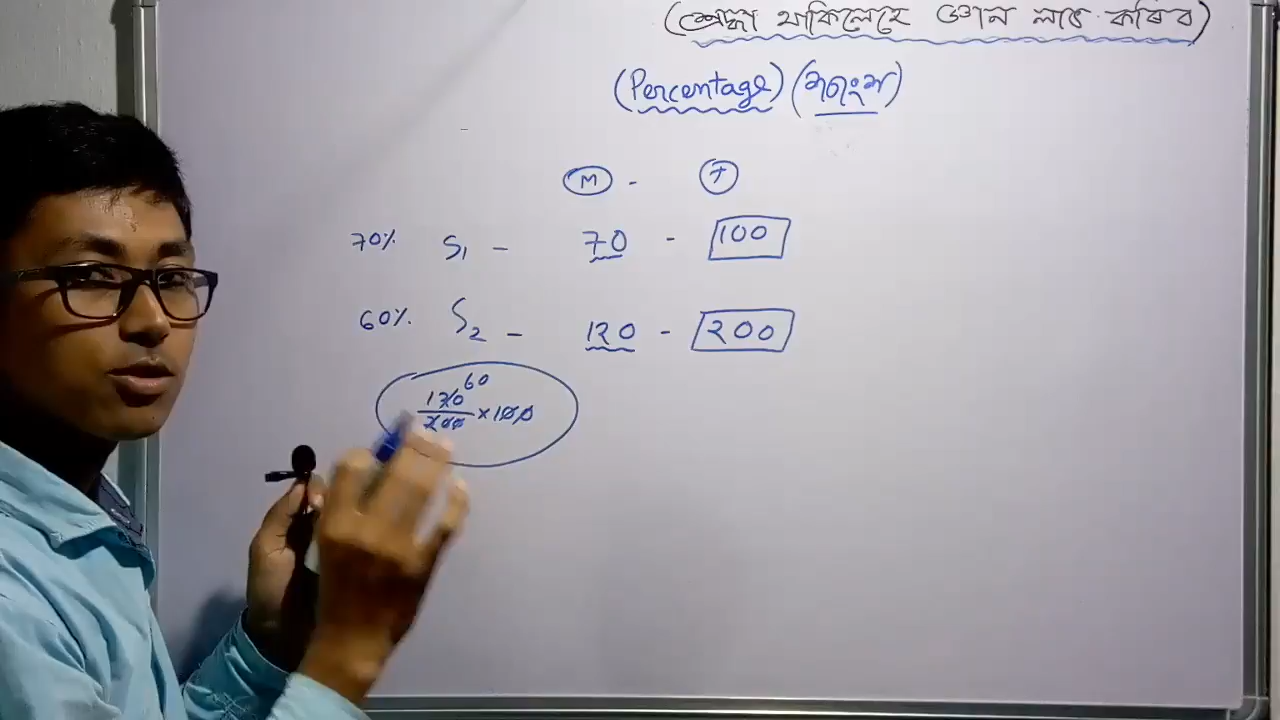 (শ্ৰদ্ধা থাকিলেহে জ্ঞান লাভ কৰিব)
(Percentage) (শতাংশ)
M - T
70% S1 - 70 - 100
60% S2 - 120 - 200
60
120/200 × 100